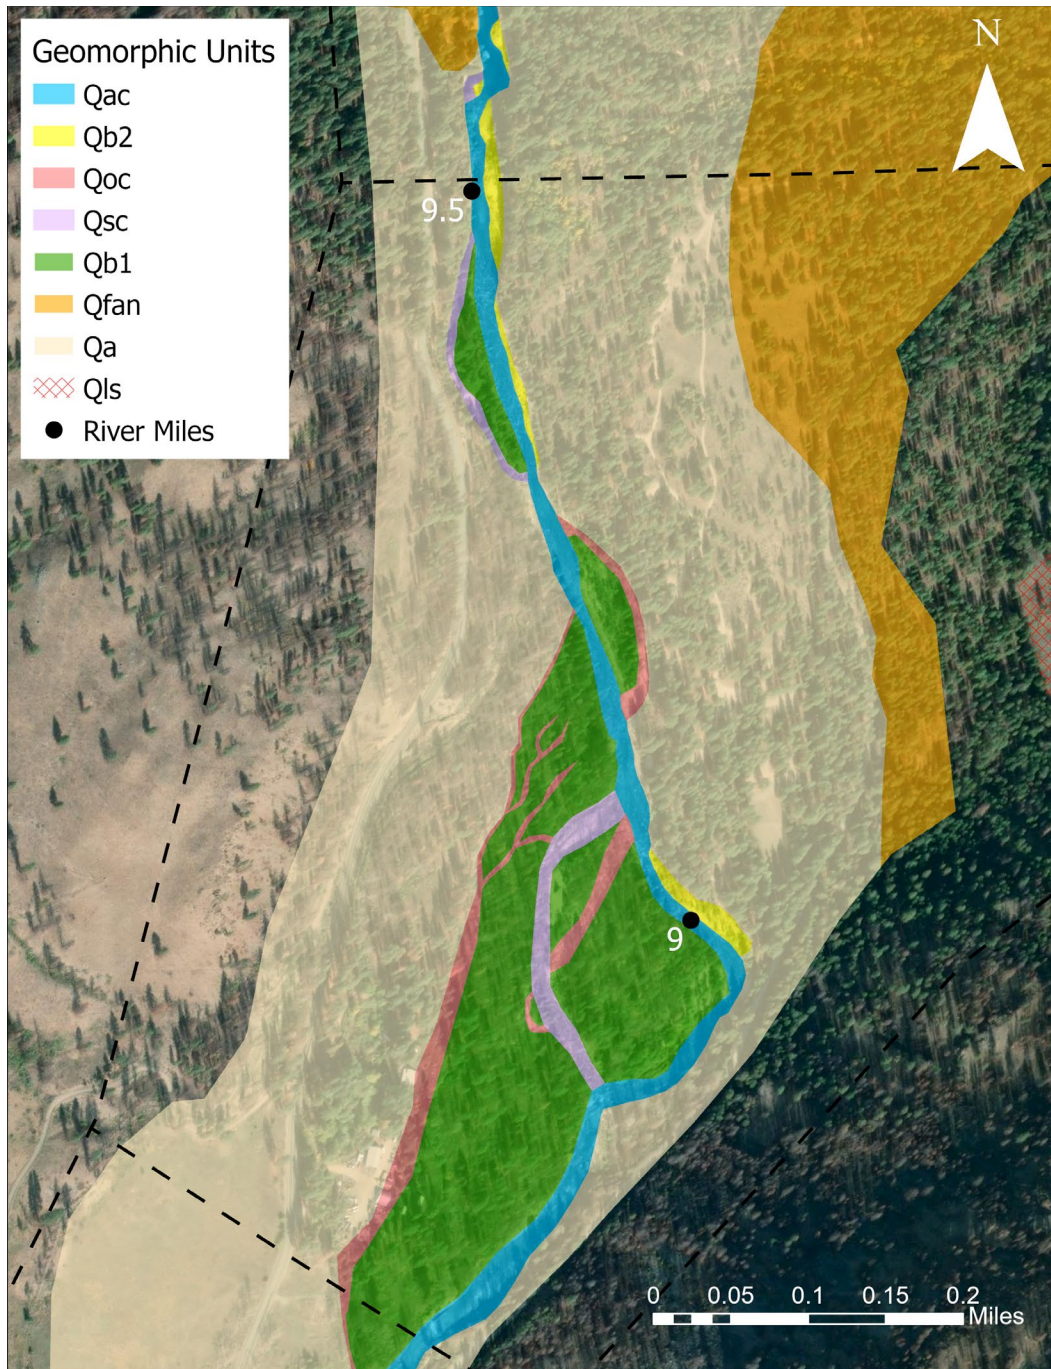 Geomorphic Units
Qac
Qb2
Qoc
Qsc
Qb1
Qfan
Qa
Qls
River Miles
N
9.5
9
0 0.05 0.1 0.15 0.2
Miles